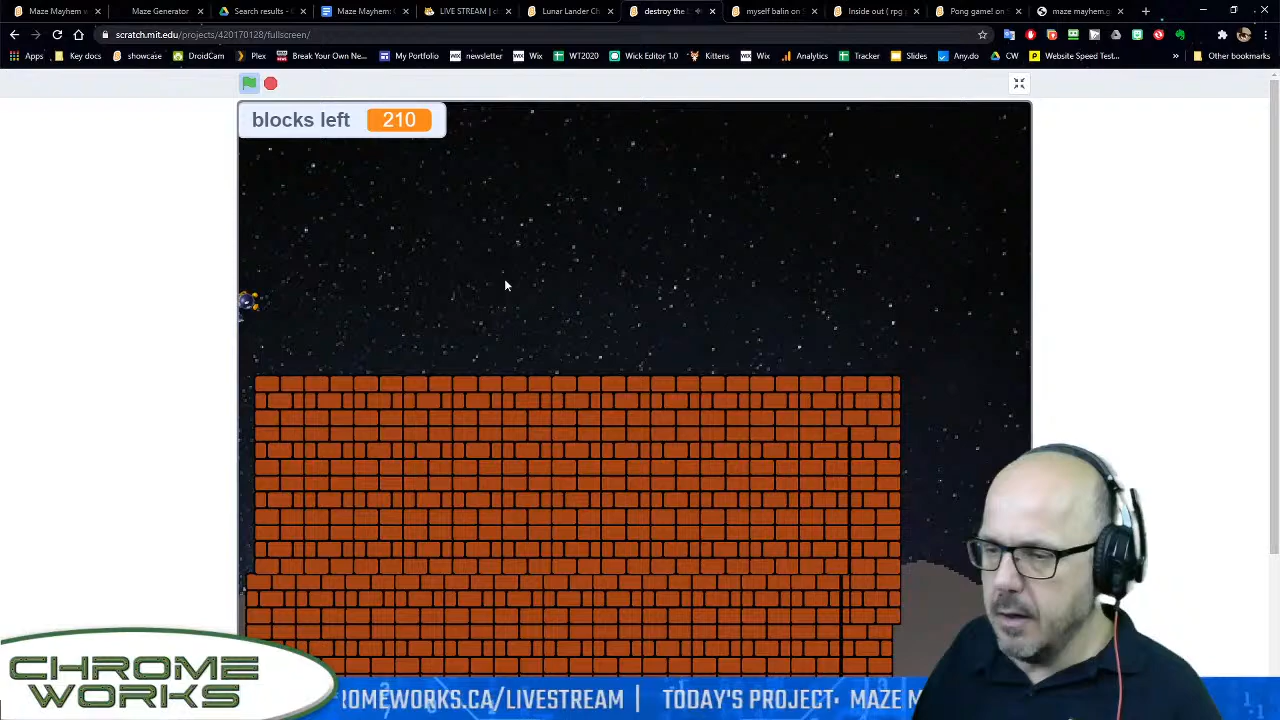 Maze Mayhem w
Maze Generator
Search results -
Maze Mayhem: C
LIVE STREAM | c
Lunar Lander Ch
destroy the b
myself balin on S
Inside out ( rpg
Pong game! on S
maze mayhem.g
scratch.mit.edu/projects/420170128/fullscreen/
Apps
Key docs
showcase
DroidCam
Plex
Break Your Own Ne...
My Portfolio
newsletter
Wix
WT2020
Wick Editor 1.0
Kittens
Wix
Analytics
Tracker
Slides
Any.do
CW
Website Speed Test...
Other bookmarks
blocks left 210
CHROME
WORKS
ROMEWORKS.CA/LIVESTREAM | TODAY'S PROJECT: MAZE M